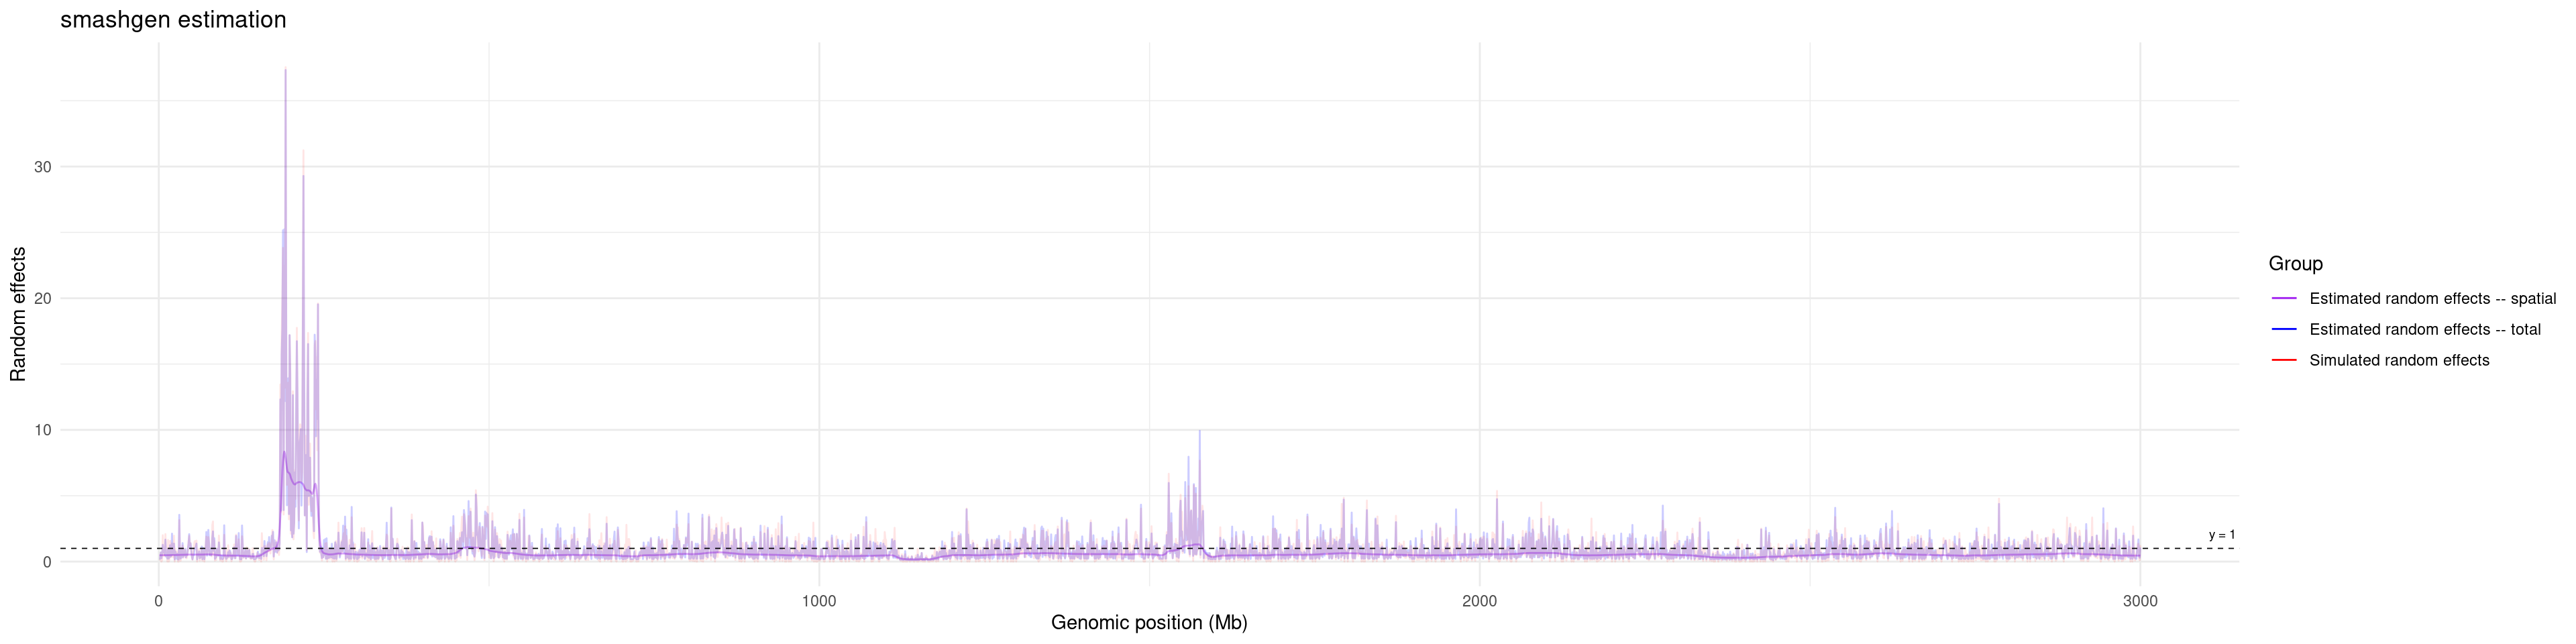 smashgen estimation
Random effects
30
20
10
0
y = 1
0
1000
2000
3000
Genomic position (Mb)
Group
Estimated random effects -- spatial
Estimated random effects -- total
Simulated random effects